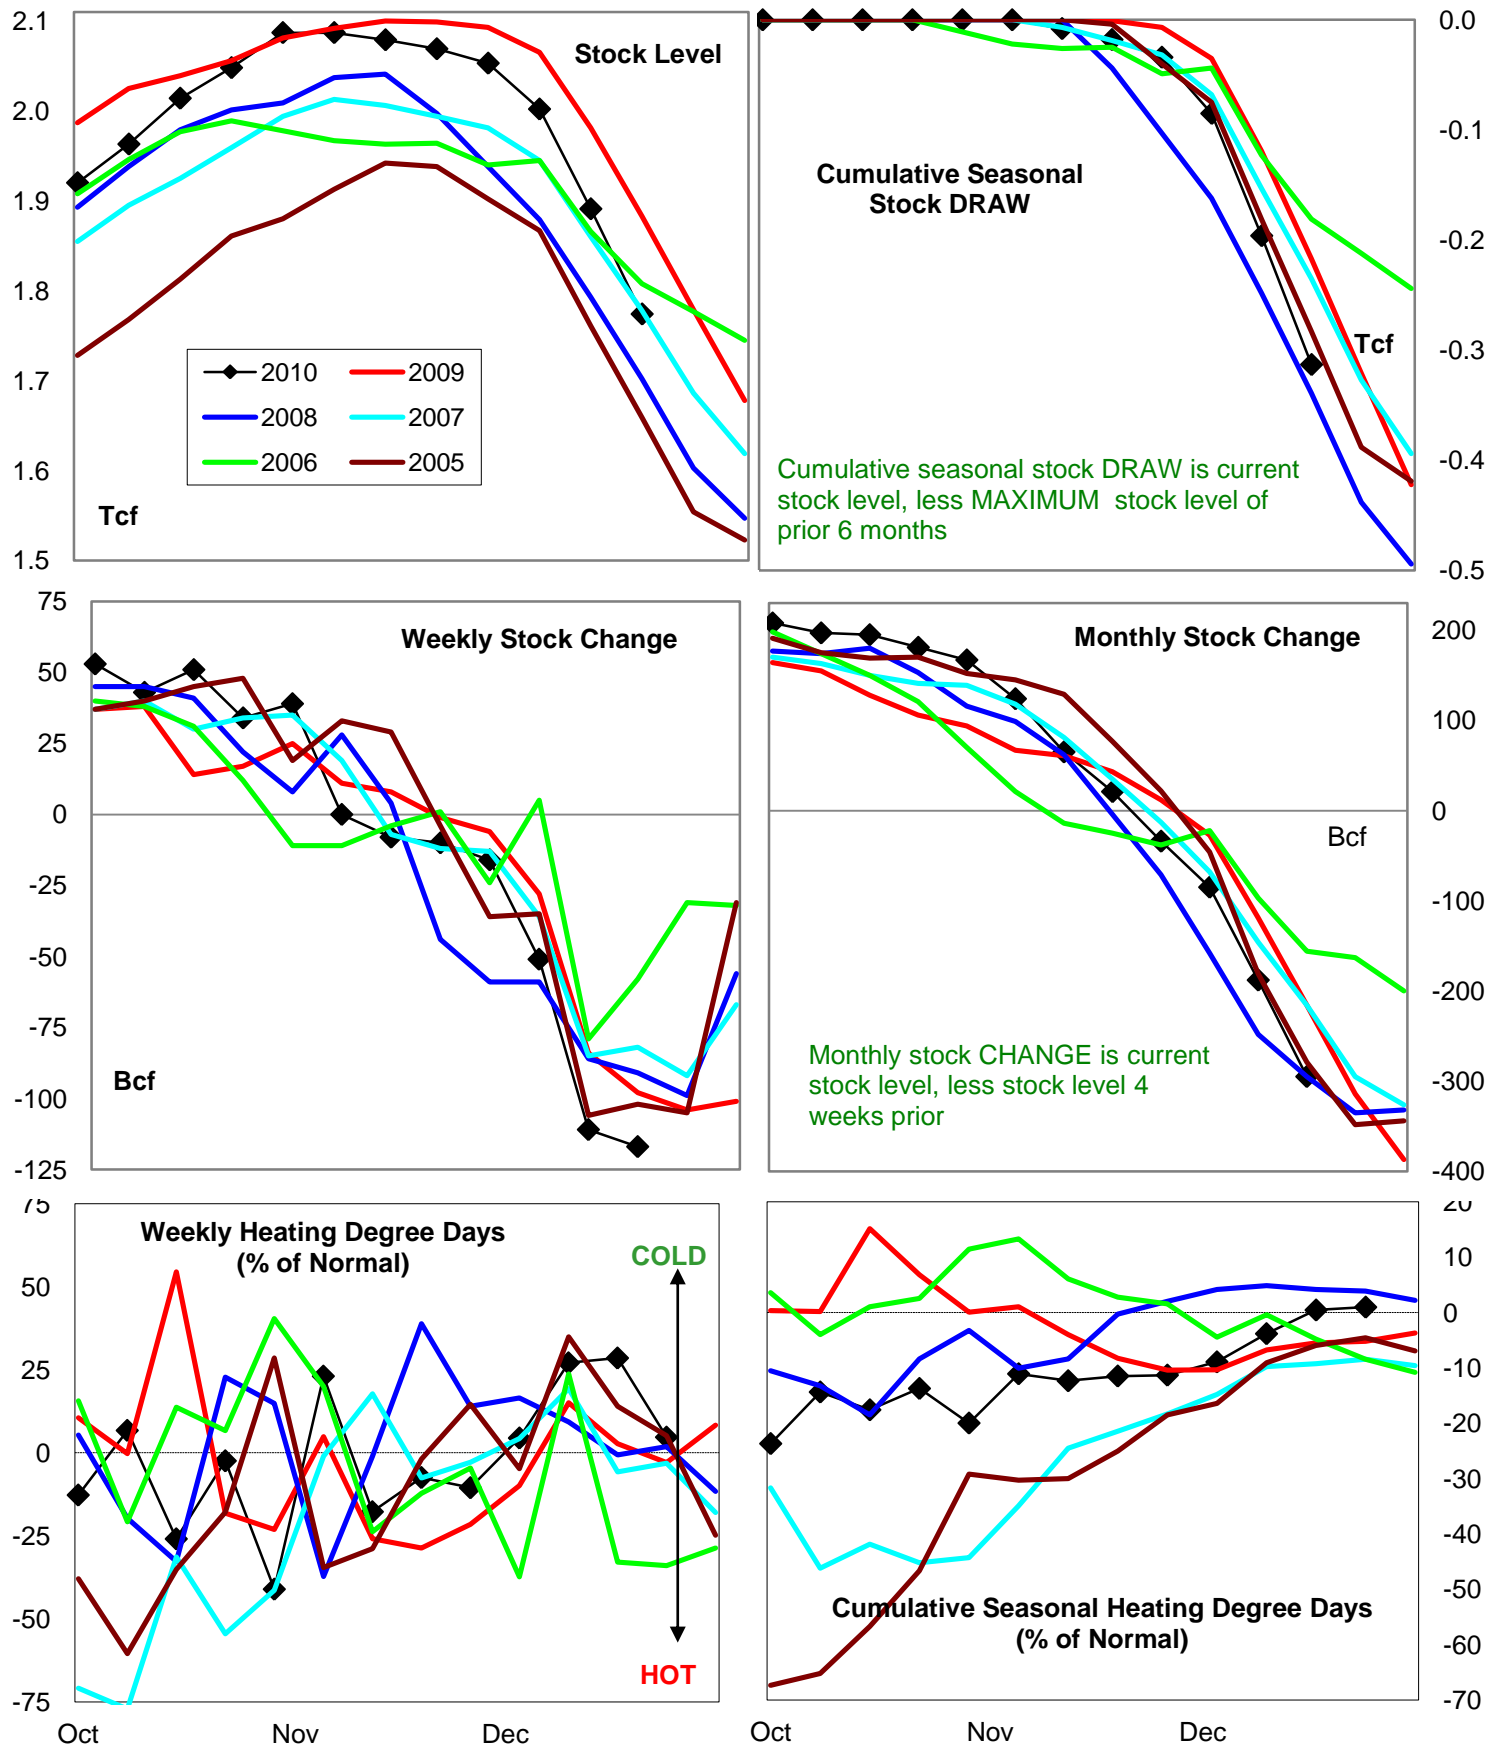 2.1
2.0
1.9
1.8
1.7
1.6
1.5
Stock Level
2010
2009
2008
2007
2006
2005
Tcf
0.0
-0.1
-0.2
-0.3
-0.4
-0.5
Cumulative Seasonal
Stock DRAW
Tcf
Cumulative seasonal stock DRAW is current
stock level, less MAXIMUM stock level of
prior 6 months
75
50
25
0
-25
-50
-75
-100
-125
Weekly Stock Change
Bcf
200
100
0
-100
-200
-300
-400
Monthly Stock Change
Bcf
Monthly stock CHANGE is current
stock level, less stock level 4
weeks prior
75
50
25
0
-25
-50
-75
Weekly Heating Degree Days
(% of Normal)
COLD
HOT
Oct
Nov
Dec
20
10
0
-10
-20
-30
-40
-50
-60
-70
Cumulative Seasonal Heating Degree Days
(% of Normal)
Oct
Nov
Dec